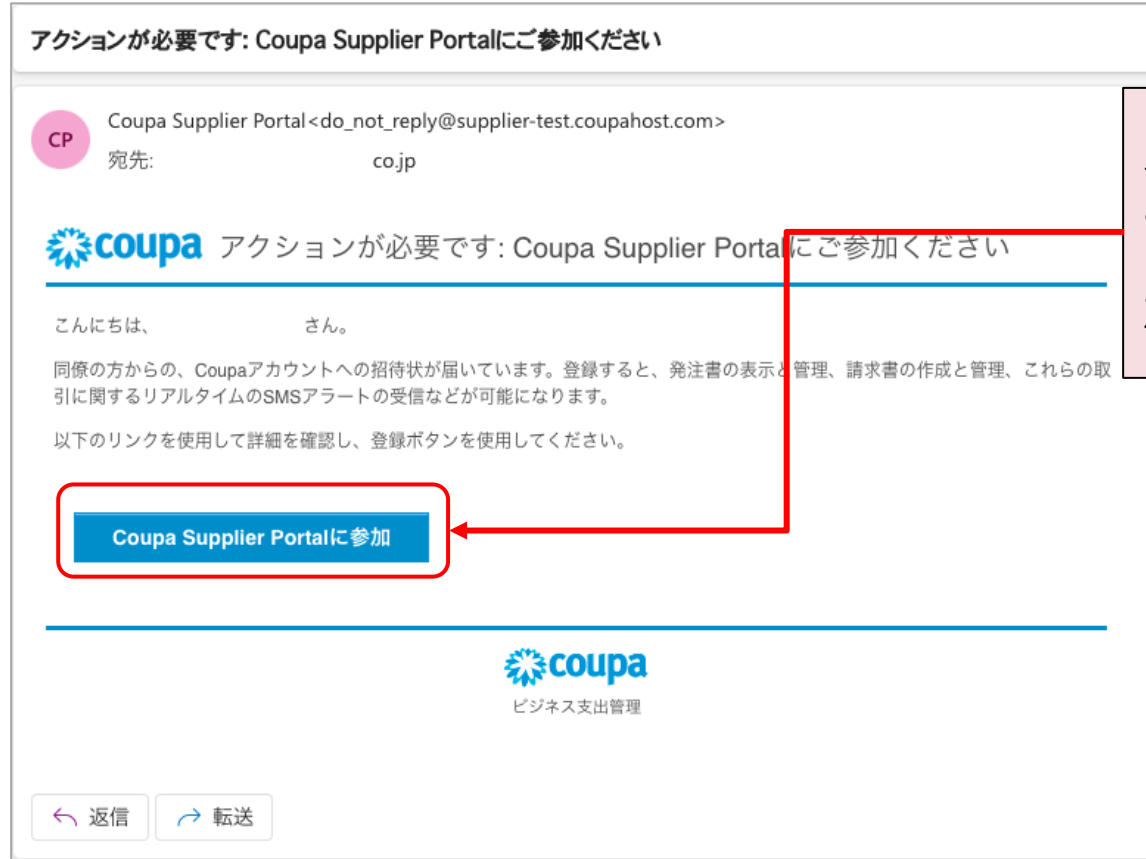 アクションが必要です: Coupa Supplier Portalにご参加ください
CP
Coupa Supplier Portal<do_not_reply@supplier-test.coupahost.com>
宛先: co.jp
coupa アクションが必要です: Coupa Supplier Portalにご参加ください
こんにちは、 さん。
同僚の方からの、Coupaアカウントへの招待状が届いています。登録すると、発注書の表示と管理、請求書の作成と管理、これらの取
引に関するリアルタイムのSMSアラートの受信などが可能になります。
以下のリンクを使用して詳細を確認し、登録ボタンを使用してください。
Coupa Supplier Portalに参加
coupa
ビジネス支出管理
返信 転送